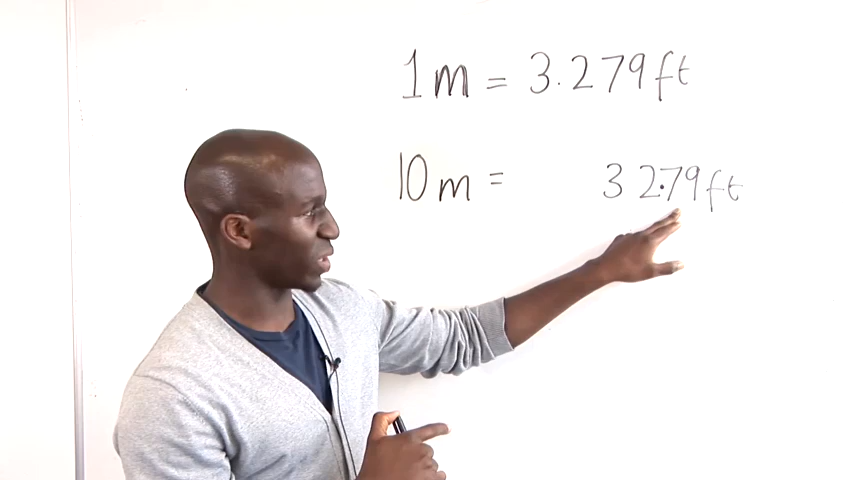 1m = 3.279ft
10m = 32.79ft